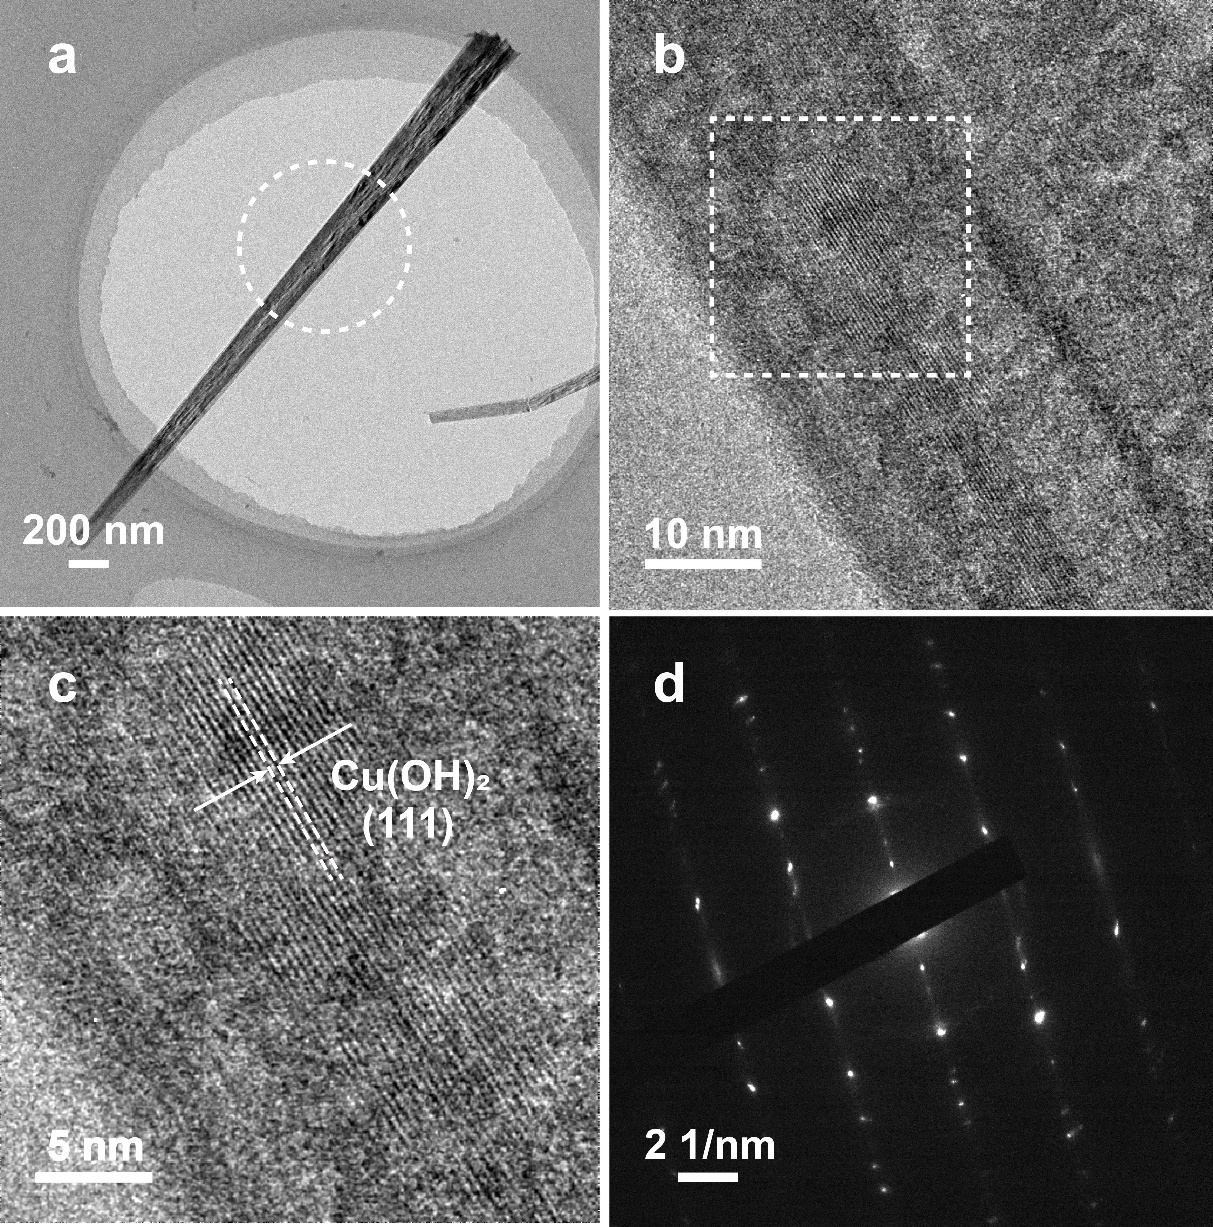 a
200 nm
b
10 nm
c
Cu(OH)₂
(111)
5 nm
d
2 1/nm